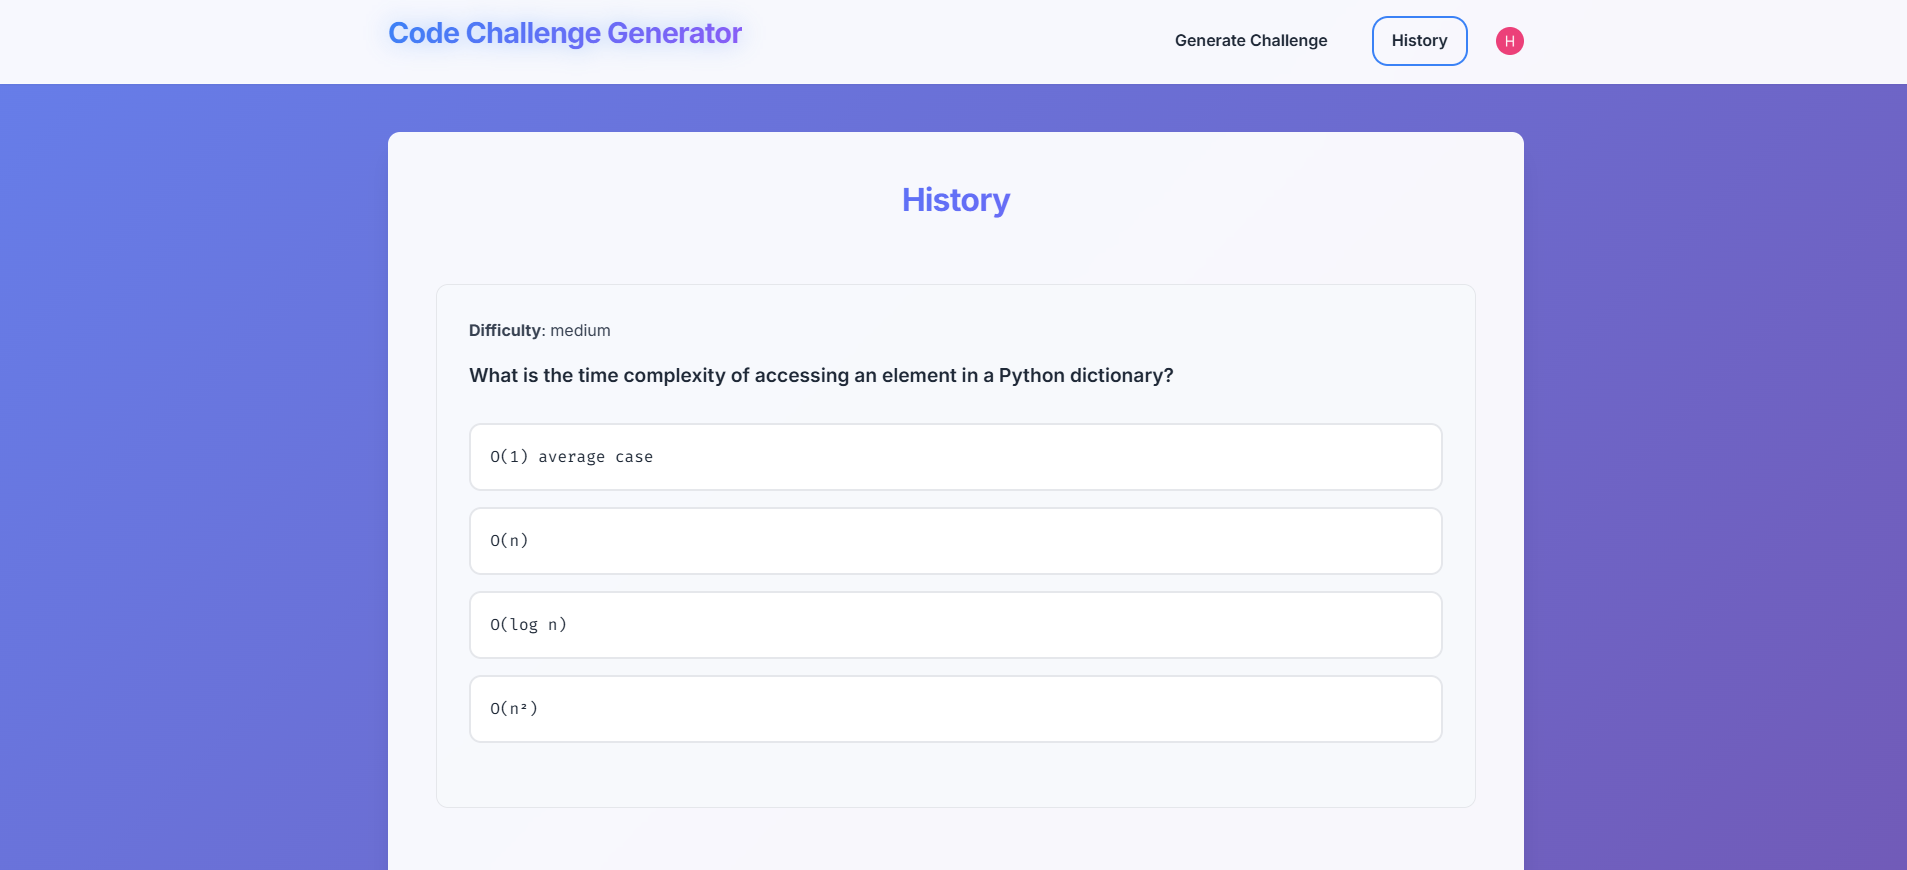 Code Challenge Generator
Generate Challenge
History
H
History
Difficulty: medium
What is the time complexity of accessing an element in a Python dictionary?
O(1) average case
O(n)
O(log n)
O(n²)